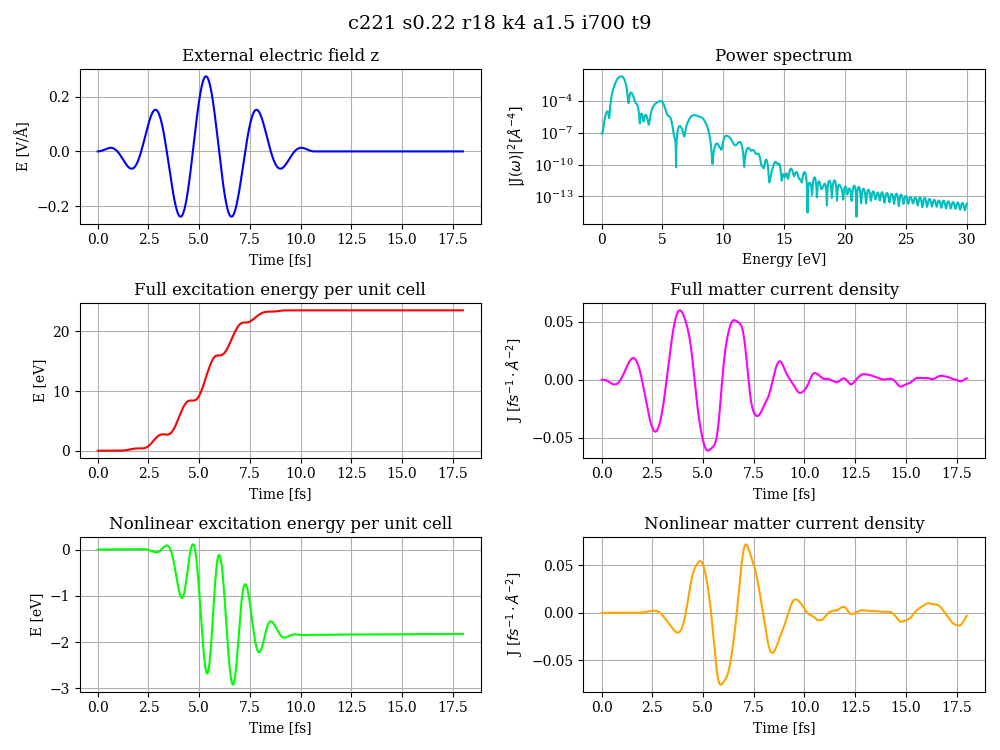 c221 s0.22 r18 k4 a1.5 i700 t9
External electric field z
E [V/Å]
0.2
0.0
−0.2
0.0 2.5 5.0 7.5 10.0 12.5 15.0 17.5
Time [fs]
Power spectrum
|J(ω)|²[Å⁻⁴]
10⁻⁴
10⁻⁷
10⁻¹⁰
10⁻¹³
0 5 10 15 20 25 30
Energy [eV]
Full excitation energy per unit cell
E [eV]
20
10
0
0.0 2.5 5.0 7.5 10.0 12.5 15.0 17.5
Time [fs]
Full matter current density
J [fs⁻¹ · Å⁻²]
0.05
0.00
−0.05
0.0 2.5 5.0 7.5 10.0 12.5 15.0 17.5
Time [fs]
Nonlinear excitation energy per unit cell
E [eV]
0
−1
−2
−3
0.0 2.5 5.0 7.5 10.0 12.5 15.0 17.5
Time [fs]
Nonlinear matter current density
J [fs⁻¹ · Å⁻²]
0.05
0.00
−0.05
0.0 2.5 5.0 7.5 10.0 12.5 15.0 17.5
Time [fs]